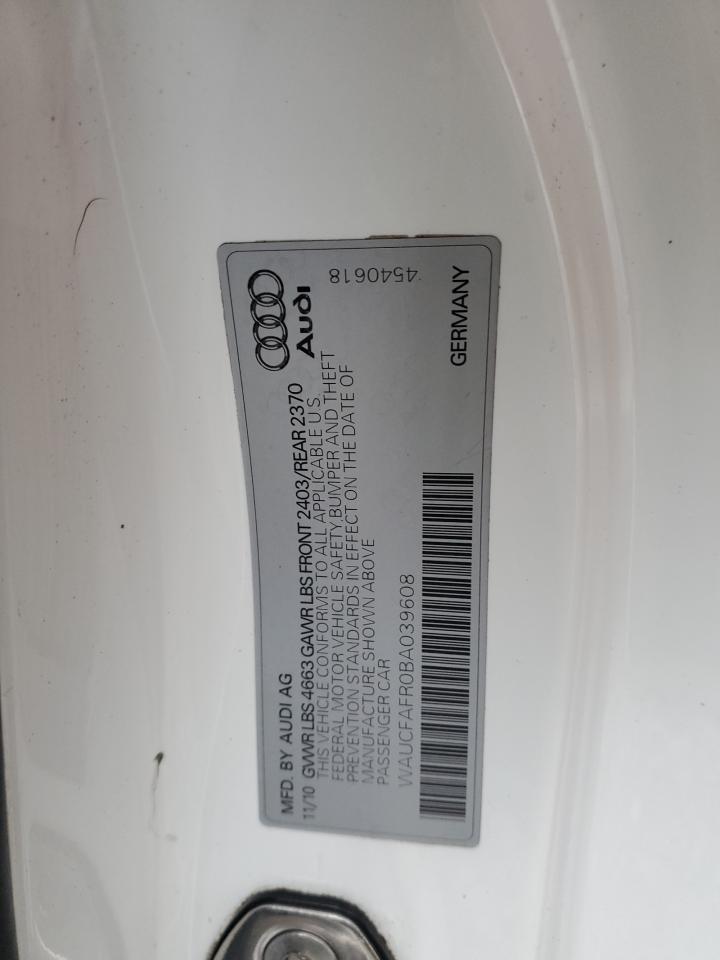 MFD. BY AUDI AG
11/10 GVWR LBS 4663 GAWR LBS FRONT 2403/REAR 2370
THIS VEHICLE CONFORMS TO ALL APPLICABLE U.S.
FEDERAL MOTOR VEHICLE SAFETY,BUMPER AND THEFT
PREVENTION STANDARDS IN EFFECT ON THE DATE OF
MANUFACTURE SHOWN ABOVE
PASSENGER CAR
WAUCFAFR0BA039608
Audi
4540618
GERMANY